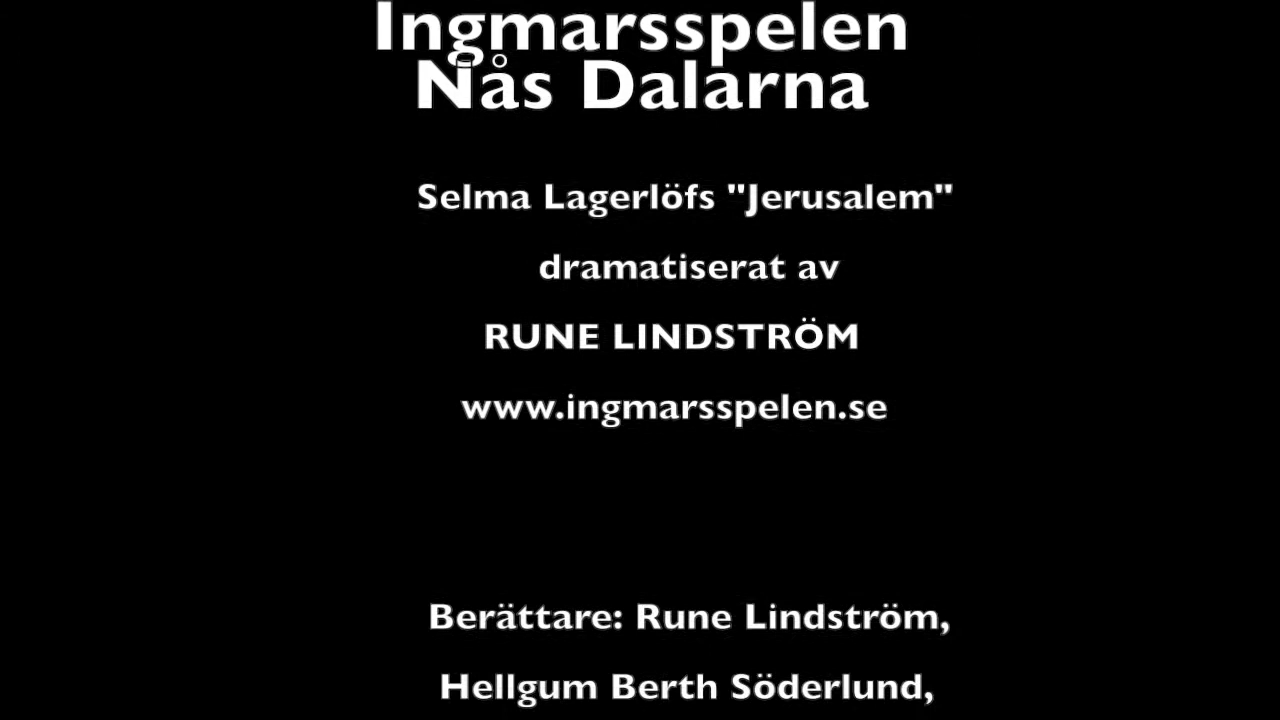 Ingmarsspelen
Nås Dalarna
Selma Lagerlöfs "Jerusalem"
dramatiserat av
RUNE LINDSTRÖM
www.ingmarsspelen.se
Berättare: Rune Lindström,
Hellgum Berth Söderlund,